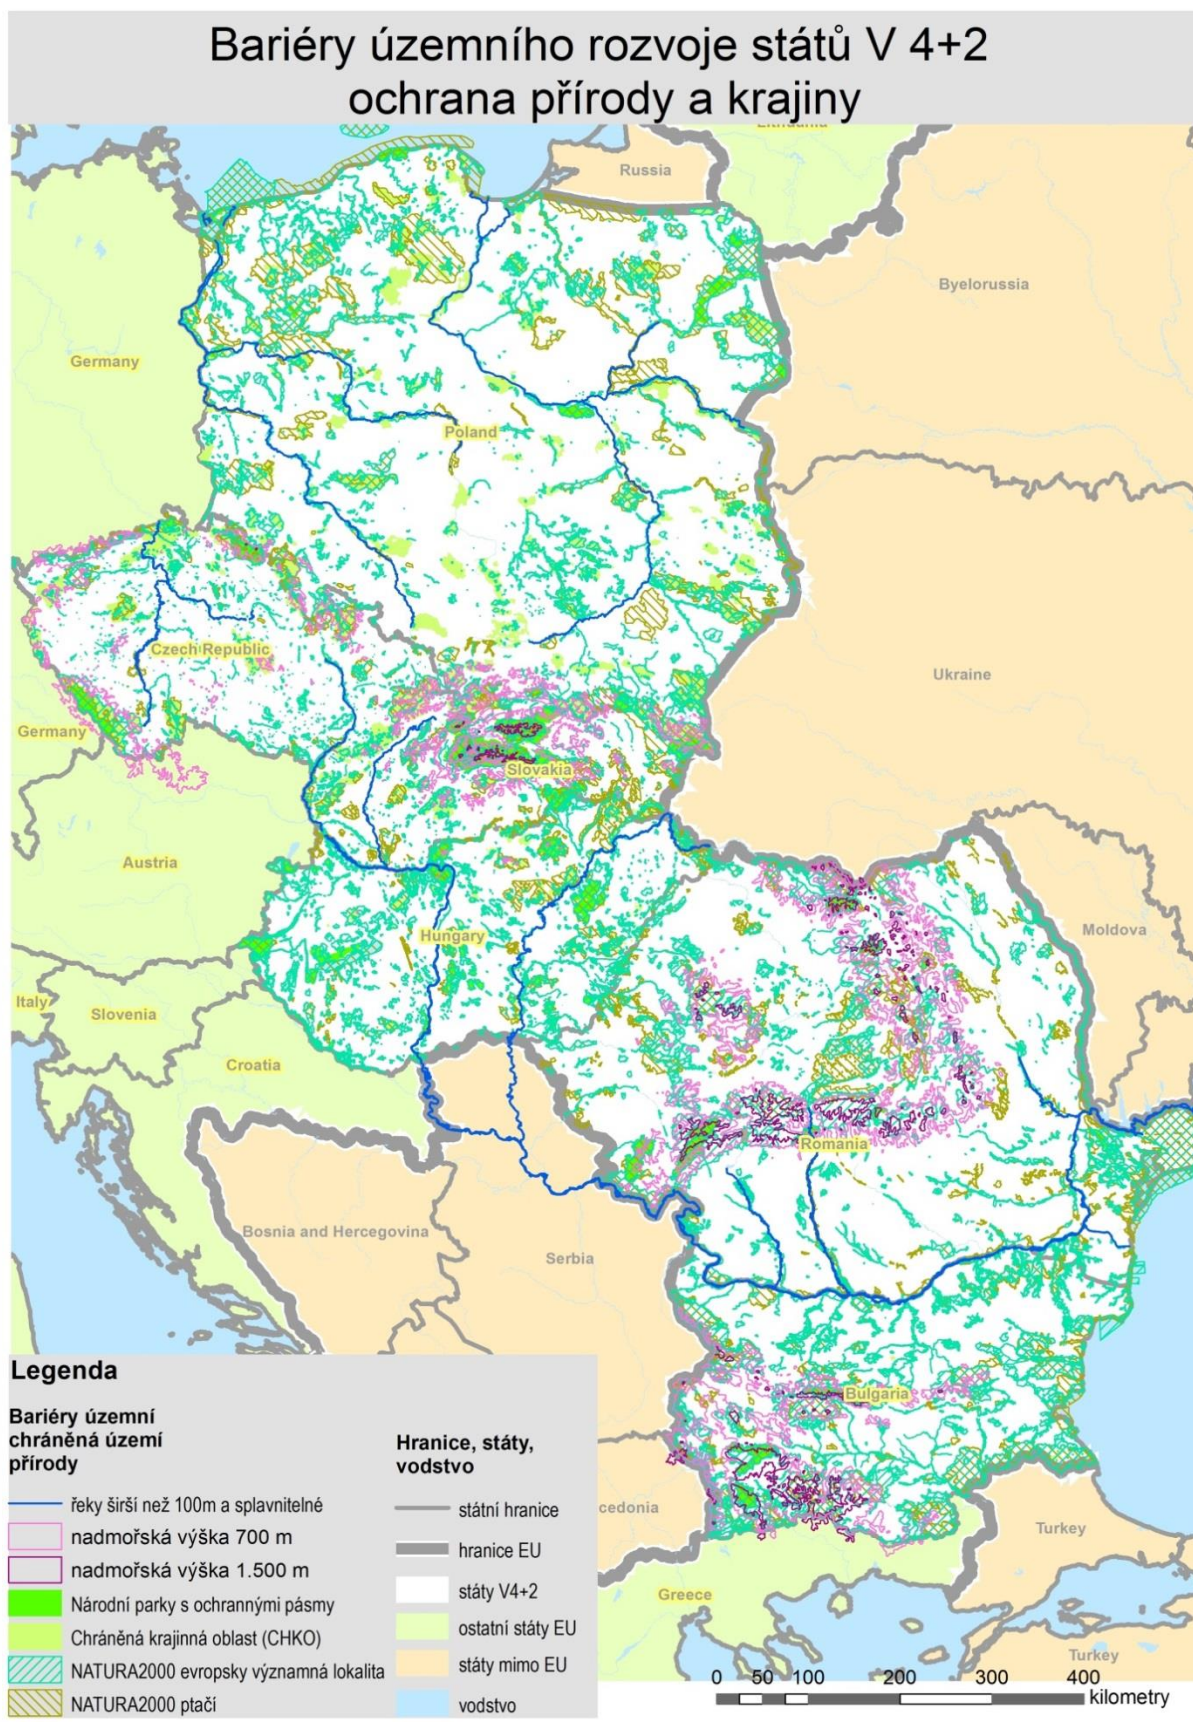 Bariéry územního rozvoje států V 4+2
ochrana přírody a krajiny
Lithuania
Russia
Byelorussia
Germany
Poland
Czech Republic
Ukraine
Germany
Slovakia
Austria
Hungary
Moldova
Italy
Slovenia
Croatia
Romania
Bosnia and Hercegovina
Serbia
Bulgaria
cedonia
Turkey
Greece
Turkey
Legenda
Bariéry územní
chráněná území
přírody
řeky širší než 100m a splavnitelné
nadmořská výška 700 m
nadmořská výška 1.500 m
Národní parky s ochrannými pásmy
Chráněná krajinná oblast (CHKO)
NATURA2000 evropsky významná lokalita
NATURA2000 ptačí
Hranice, státy,
vodstvo
státní hranice
hranice EU
státy V4+2
ostatní státy EU
státy mimo EU
vodstvo
0 50 100 200 300 400
kilometry